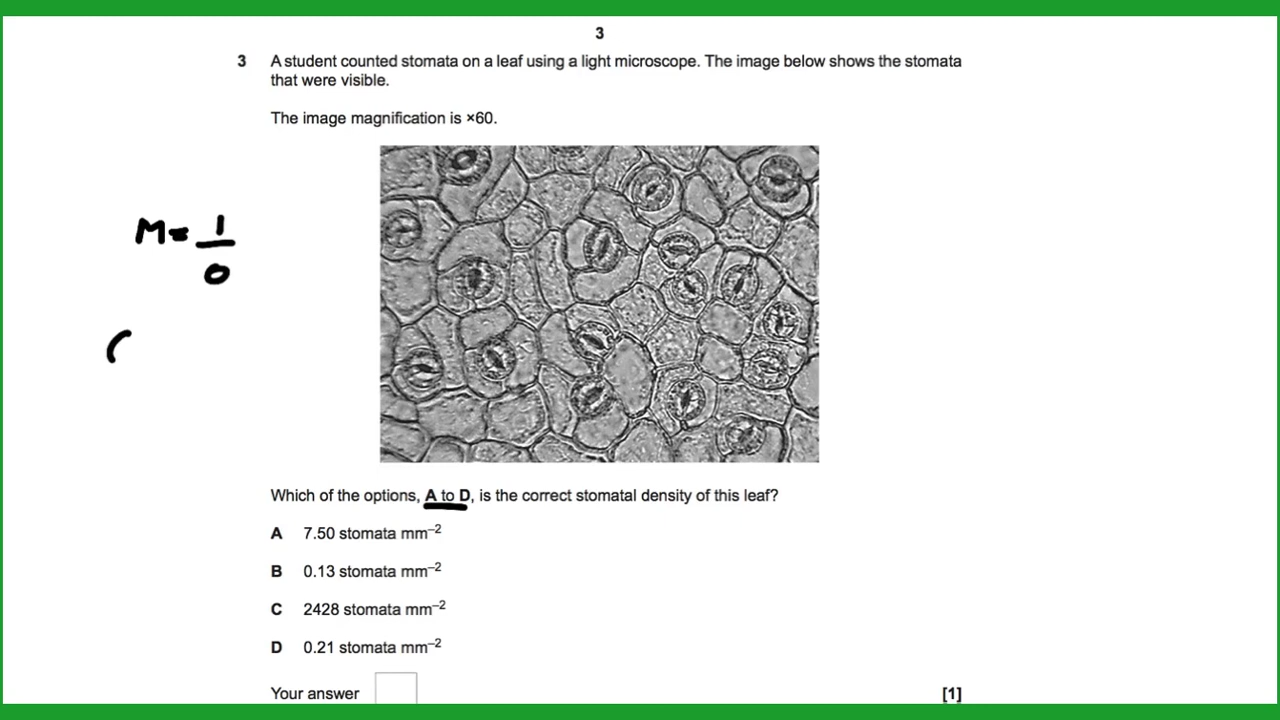 3
3 A student counted stomata on a leaf using a light microscope. The image below shows the stomata
that were visible.
The image magnification is ×60.
M= I
O
(
Which of the options, A to D, is the correct stomatal density of this leaf?
A 7.50 stomata mm⁻²
B 0.13 stomata mm⁻²
C 2428 stomata mm⁻²
D 0.21 stomata mm⁻²
Your answer [1]